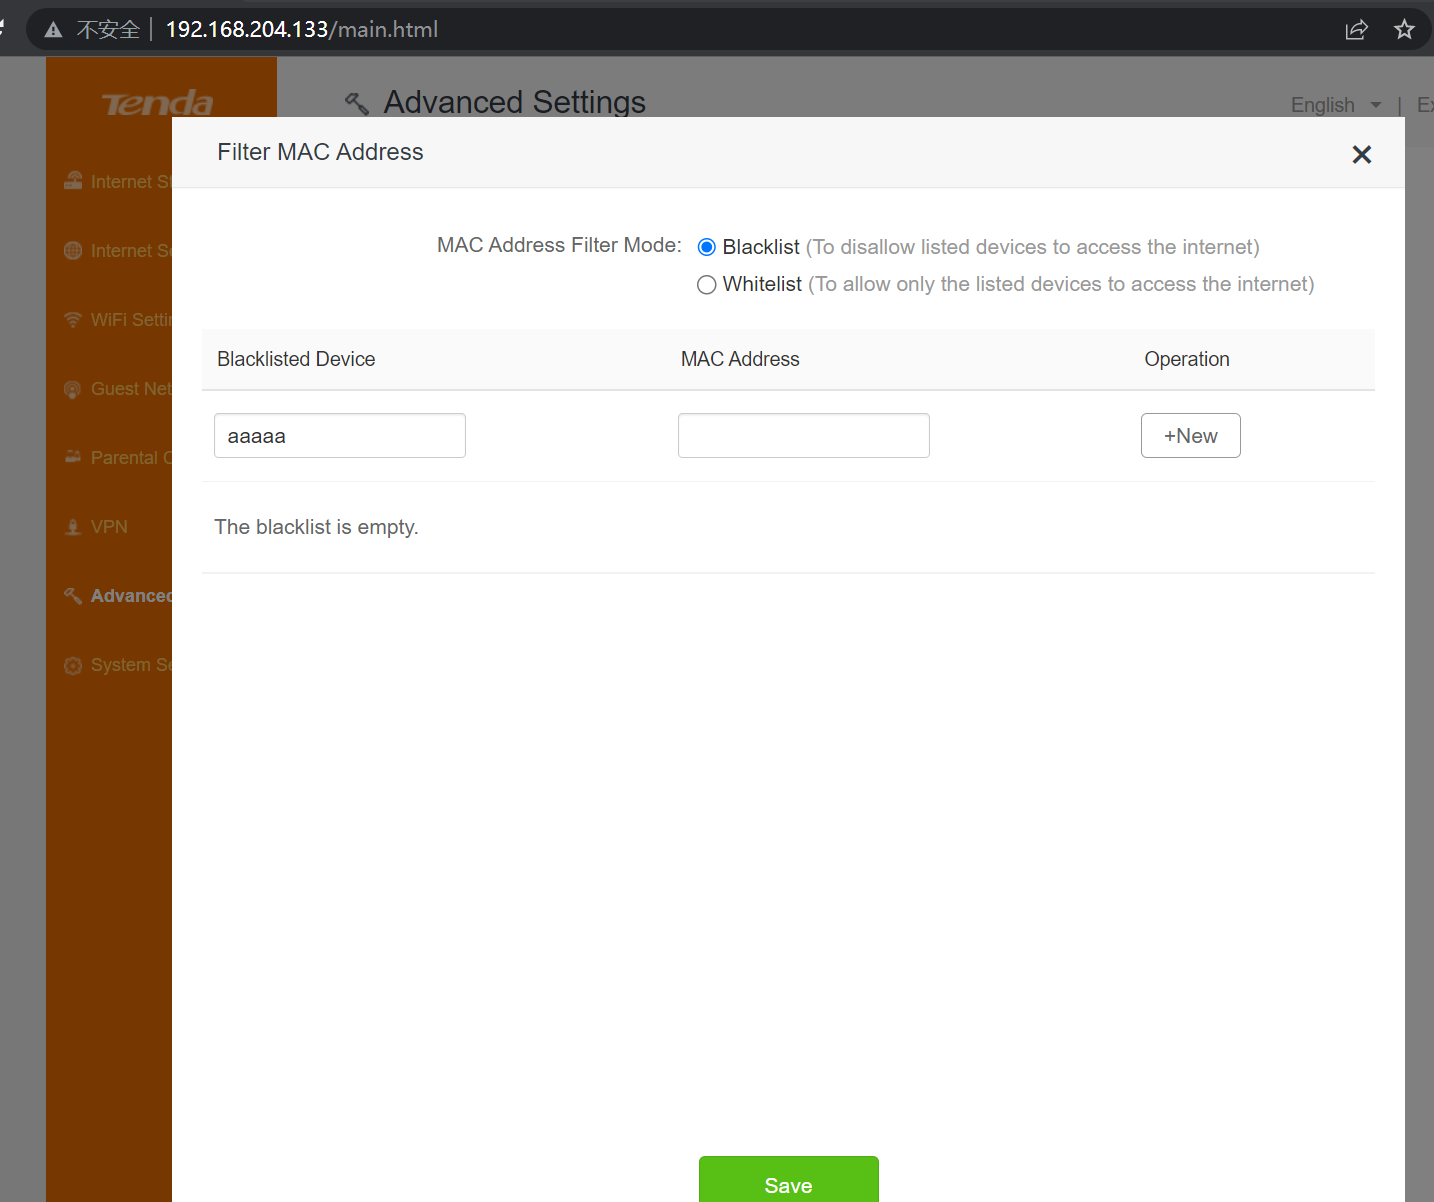 不安全 | 192.168.204.133/main.html
Tenda
Advanced Settings
English | Ex
Filter MAC Address
Internet St
Internet Se
WiFi Settin
Guest Net
Parental C
VPN
Advanced
System Se
MAC Address Filter Mode:
Blacklist (To disallow listed devices to access the internet)
Whitelist (To allow only the listed devices to access the internet)
Blacklisted Device MAC Address Operation
aaaaa +New
The blacklist is empty.
Save